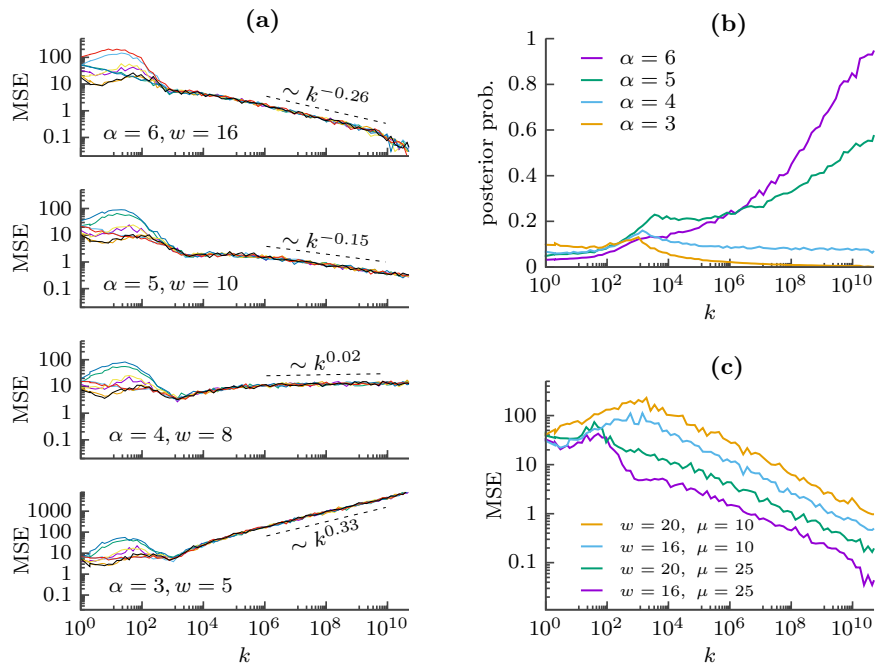 (a)
MSE
100
10
1
0.1
∼ k^{−0.26}
α = 6, w = 16
MSE
100
10
1
0.1
∼ k^{−0.15}
α = 5, w = 10
MSE
100
10
1
0.1
∼ k^{0.02}
α = 4, w = 8
MSE
1000
100
10
1
0.1
∼ k^{0.33}
α = 3, w = 5
10^0 10^2 10^4 10^6 10^8 10^{10}
k
(b)
posterior prob.
1
0.8
0.6
0.4
0.2
0
α = 6
α = 5
α = 4
α = 3
10^0 10^2 10^4 10^6 10^8 10^{10}
k
(c)
MSE
100
10
1
0.1
w = 20, μ = 10
w = 16, μ = 10
w = 20, μ = 25
w = 16, μ = 25
10^0 10^2 10^4 10^6 10^8 10^{10}
k